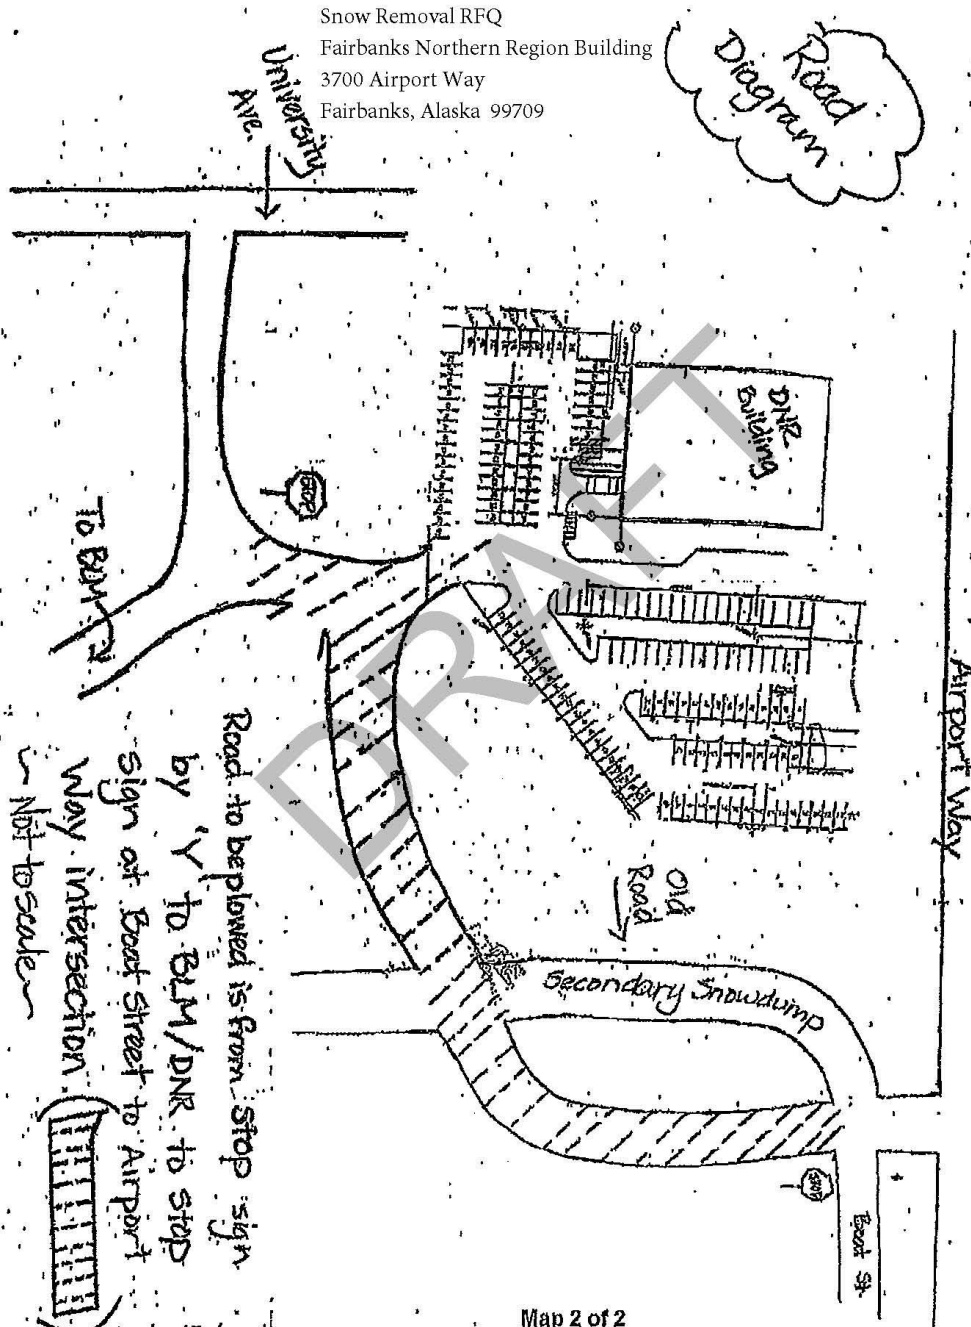 Snow Removal RFQ
Fairbanks Northern Region Building
3700 Airport Way
Fairbanks, Alaska 99709
Road
Diagram
University
Ave.
DNR
Building
STOP
To BLM
DRAFT
Airport Way
Old
Road
Secondary Snowdump
Road to be plowed is from Stop sign
by 'Y' to BLM/DNR to Stop
Sign at Boat Street to Airport
Way intersection.
~ Not to scale ~
STOP
Boat St.
Map 2 of 2